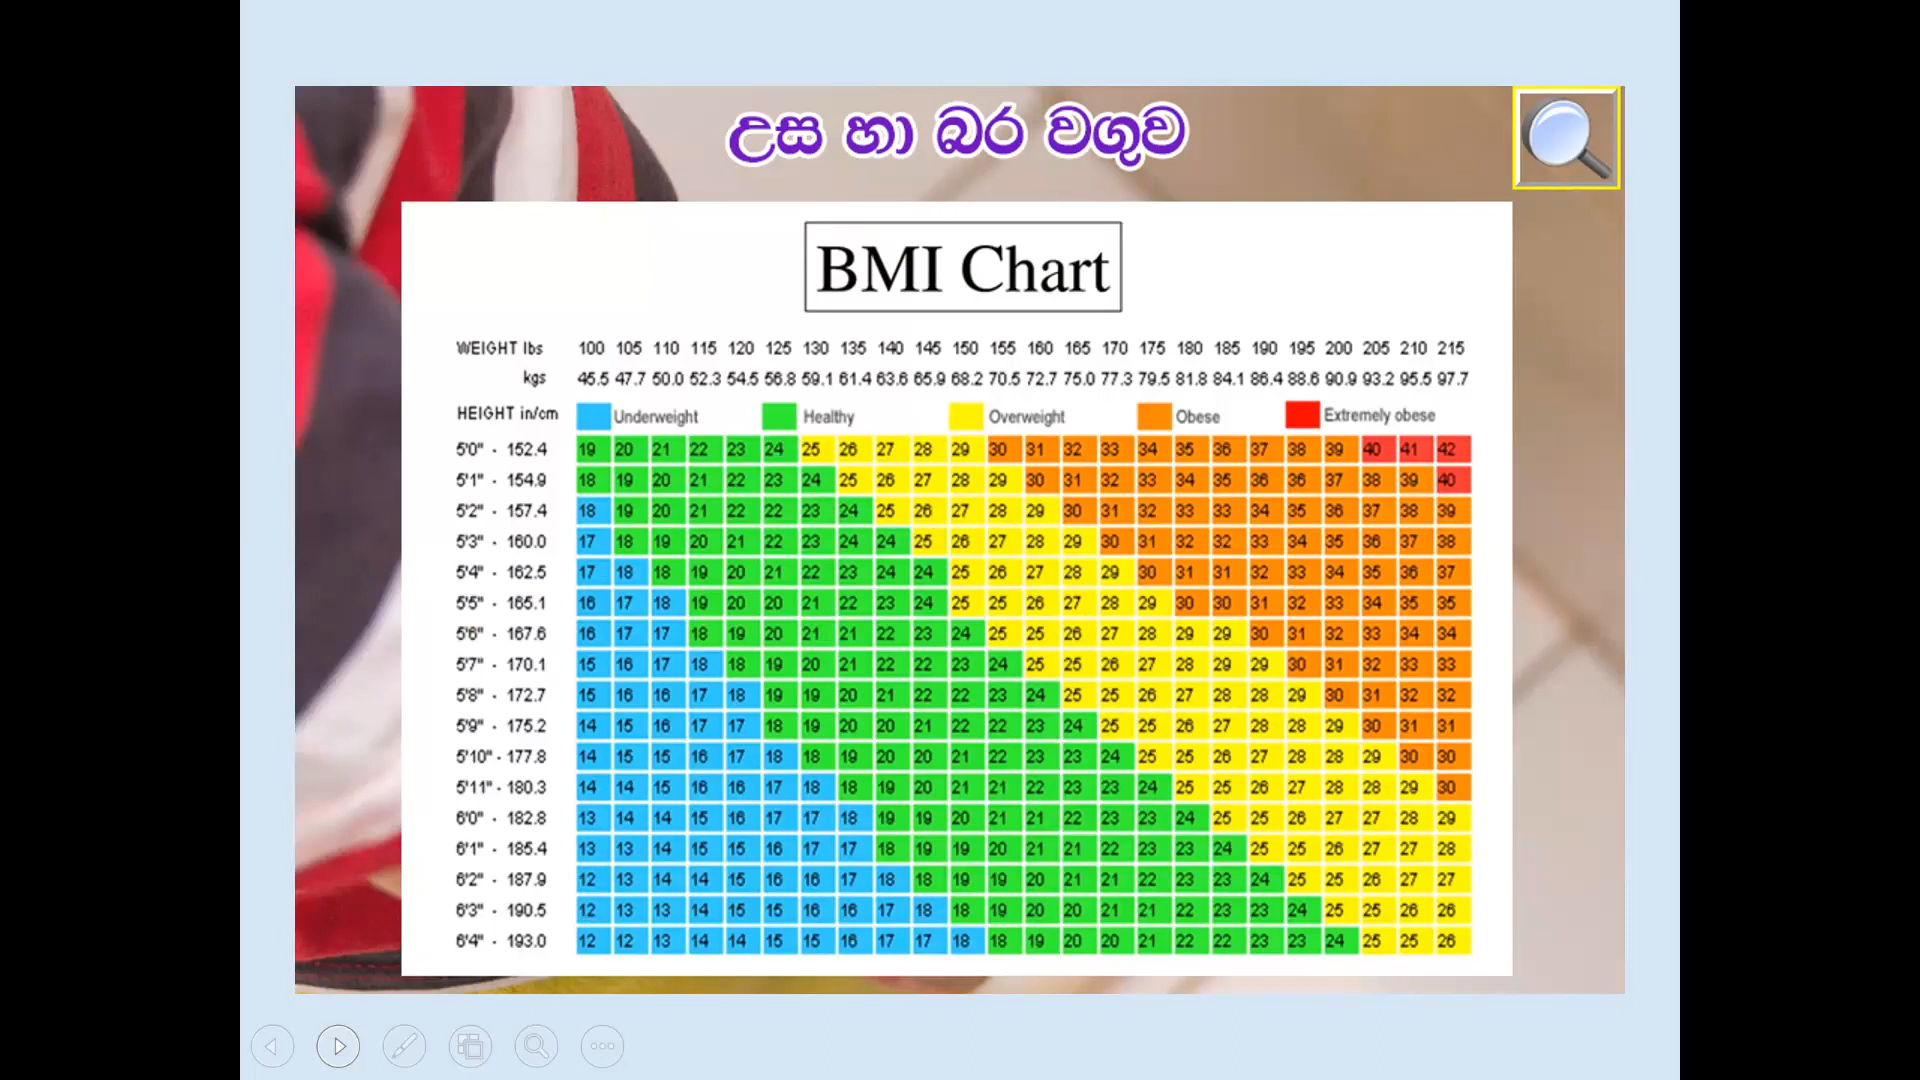 උස හා බර වගුව
BMI Chart
WEIGHT lbs 100 105 110 115 120 125 130 135 140 145 150 155 160 165 170 175 180 185 190 195 200 205 210 215
kgs 45.5 47.7 50.0 52.3 54.5 56.8 59.1 61.4 63.6 65.9 68.2 70.5 72.7 75.0 77.3 79.5 81.8 84.1 86.4 88.6 90.9 93.2 95.5 97.7
HEIGHT in/cm Underweight Healthy Overweight Obese Extremely obese
5'0" - 152.4 19 20 21 22 23 24 25 26 27 28 29 30 31 32 33 34 35 36 37 38 39 40 41 42
5'1" - 154.9 18 19 20 21 22 23 24 25 26 27 28 29 30 31 32 33 34 35 36 36 37 38 39 40
5'2" - 157.4 18 19 20 21 22 22 23 24 25 26 27 28 29 30 31 32 33 33 34 35 36 37 38 39
5'3" - 160.0 17 18 19 20 21 22 23 24 24 25 26 27 28 29 30 31 32 32 33 34 35 36 37 38
5'4" - 162.5 17 18 18 19 20 21 22 23 24 24 25 26 27 28 29 30 31 31 32 33 34 35 36 37
5'5" - 165.1 16 17 18 19 20 20 21 22 23 24 25 25 26 27 28 29 30 30 31 32 33 34 35 35
5'6" - 167.6 16 17 17 18 19 20 21 21 22 23 24 25 25 26 27 28 29 29 30 31 32 33 34 34
5'7" - 170.1 15 16 17 18 18 19 20 21 22 22 23 24 25 25 26 27 28 29 29 30 31 32 33 33
5'8" - 172.7 15 16 16 17 18 19 19 20 21 22 22 23 24 25 25 26 27 28 28 29 30 31 32 32
5'9" - 175.2 14 15 16 17 17 18 19 20 20 21 22 22 23 24 25 25 26 27 28 28 29 30 31 31
5'10" - 177.8 14 15 15 16 17 18 18 19 20 20 21 22 23 23 24 25 25 26 27 28 28 29 30 30
5'11" - 180.3 14 14 15 16 16 17 18 18 19 20 21 21 22 23 23 24 25 25 26 27 28 28 29 30
6'0" - 182.8 13 14 14 15 16 17 17 18 19 19 20 21 21 22 23 23 24 25 25 26 27 27 28 29
6'1" - 185.4 13 13 14 15 15 16 17 17 18 19 19 20 21 21 22 23 23 24 25 25 26 27 27 28
6'2" - 187.9 12 13 14 14 15 16 16 17 18 18 19 19 20 21 21 22 23 23 24 25 25 26 27 27
6'3" - 190.5 12 13 13 14 15 15 16 16 17 18 18 19 20 20 21 21 22 23 23 24 25 25 26 26
6'4" - 193.0 12 12 13 14 14 15 15 16 17 17 18 18 19 20 20 21 22 22 23 23 24 25 25 26